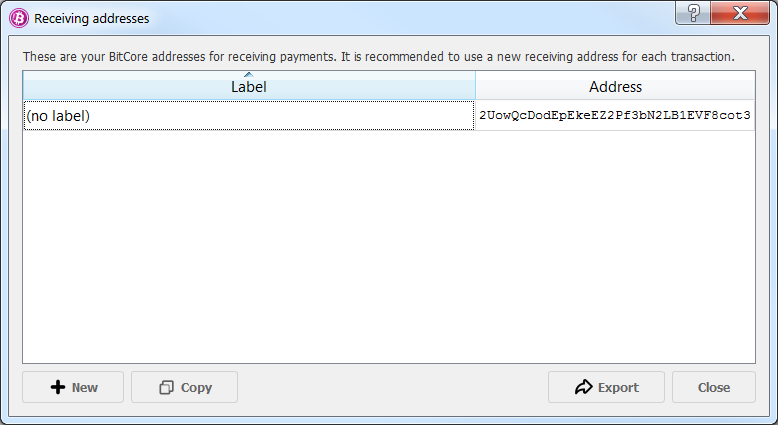 Receiving addresses
These are your BitCore addresses for receiving payments. It is recommended to use a new receiving address for each transaction.
Label Address
(no label) 2UowQcDodEpEkeEZ2Pf3bN2LB1EVF8cot3
New Copy Export Close